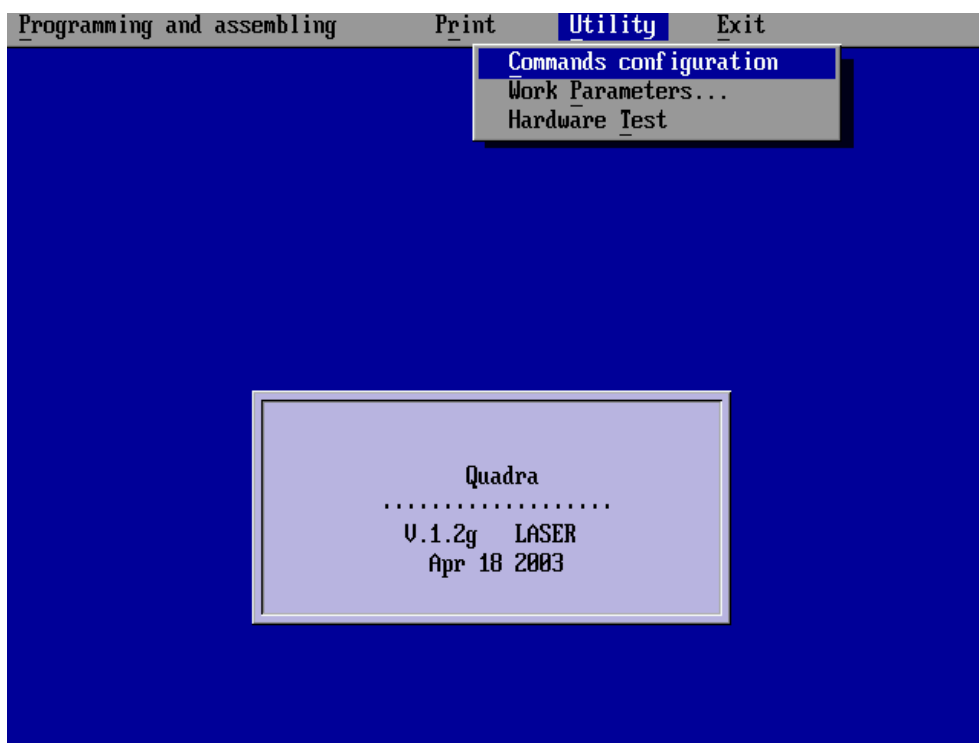 Programming and assembling Print Utility Exit
Commands configuration
Work Parameters...
Hardware Test
Quadra
...................
V.1.2g LASER
Apr 18 2003